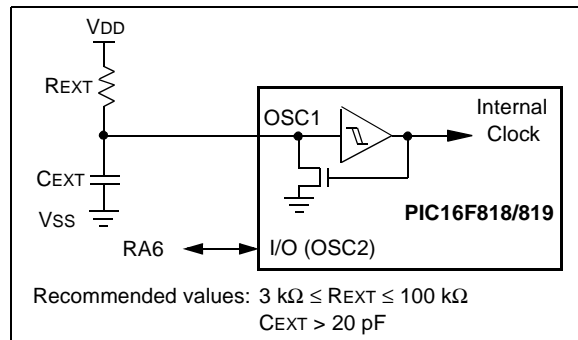 VDD
REXT
OSC1
Internal
Clock
CEXT
PIC16F818/819
VSS
RA6
I/O (OSC2)
Recommended values: 3 kΩ ≤ REXT ≤ 100 kΩ
CEXT > 20 pF